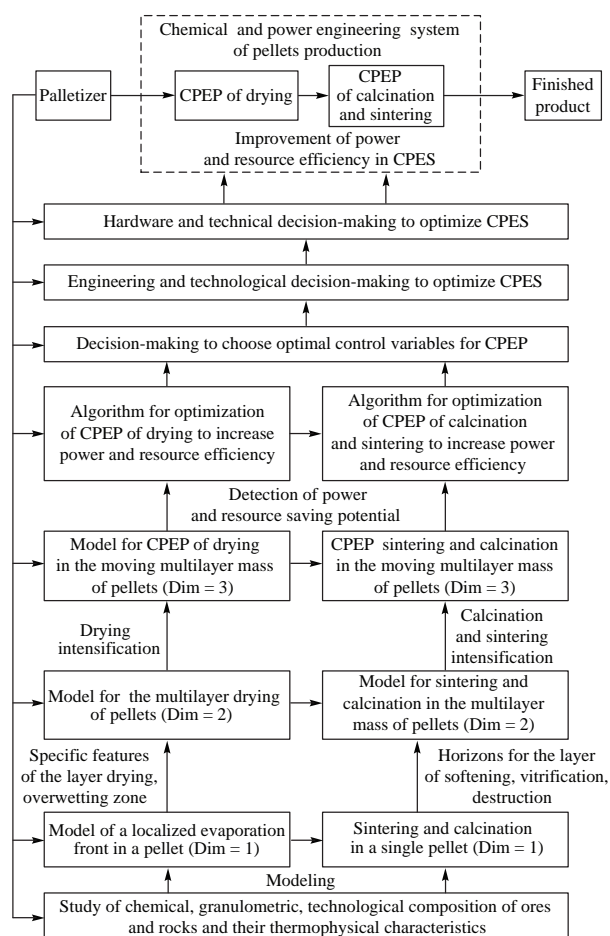 Chemical and power engineering system
of pellets production
Palletizer
CPEP of drying
CPEP
of calcination
and sintering
Finished
product
Improvement of power
and resource efficiency in CPES
Hardware and technical decision-making to optimize CPES
Engineering and technological decision-making to optimize CPES
Decision-making to choose optimal control variables for CPEP
Algorithm for optimization
of CPEP of drying to increase
power and resource efficiency
Algorithm for optimization
of CPEP of calcination
and sintering to increase power
and resource efficiency
Detection of power
and resource saving potential
Model for CPEP of drying
in the moving multilayer mass
of pellets (Dim = 3)
CPEP sintering and calcination
in the moving multilayer mass
of pellets (Dim = 3)
Drying
intensification
Calcination
and sintering
intensification
Model for the multilayer drying
of pellets (Dim = 2)
Model for sintering and
calcination in the multilayer
mass of pellets (Dim = 2)
Specific features
of the layer drying,
overwetting zone
Horizons for the layer
of softening, vitrification,
destruction
Model of a localized evaporation
front in a pellet (Dim = 1)
Sintering and calcination
in a single pellet (Dim = 1)
Modeling
Study of chemical, granulometric, technological composition of ores
and rocks and their thermophysical characteristics